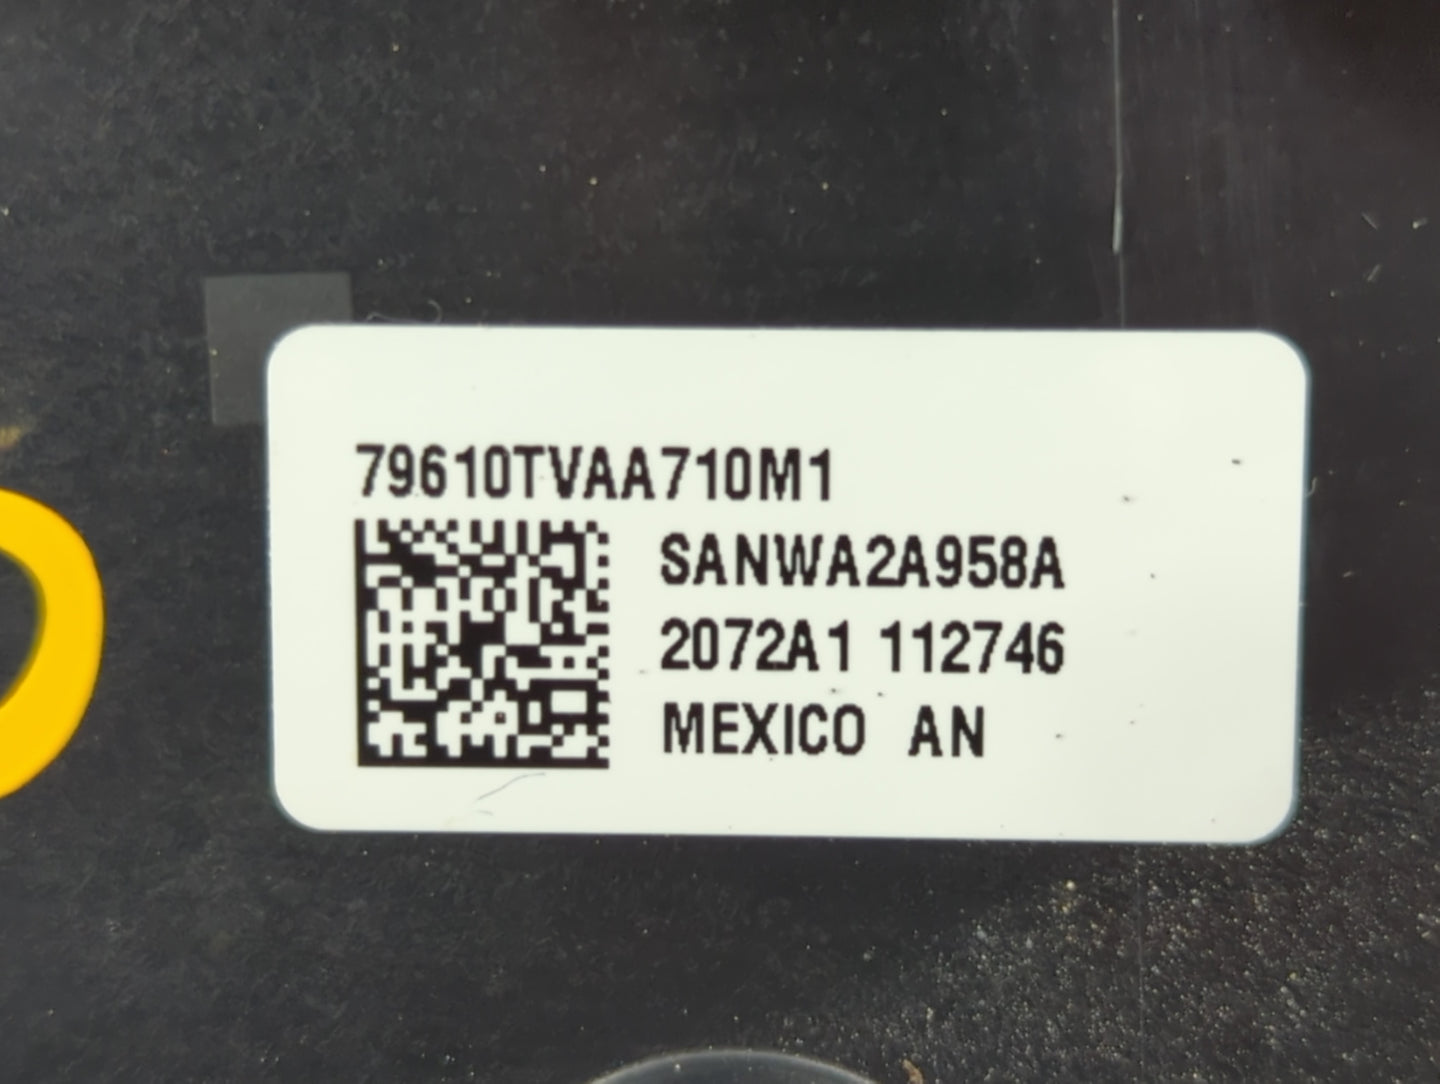 79610TVAA710M1
SANWA2A958A
2072A1 112746
MEXICO AN